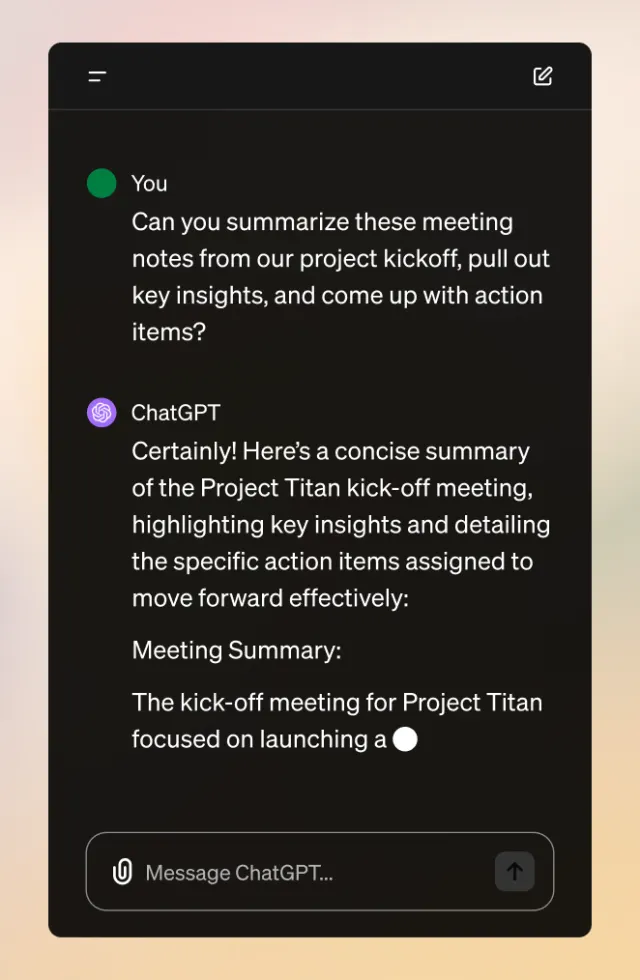 You
Can you summarize these meeting
notes from our project kickoff, pull out
key insights, and come up with action
items?
ChatGPT
Certainly! Here’s a concise summary
of the Project Titan kick-off meeting,
highlighting key insights and detailing
the specific action items assigned to
move forward effectively:
Meeting Summary:
The kick-off meeting for Project Titan
focused on launching a
Message ChatGPT...